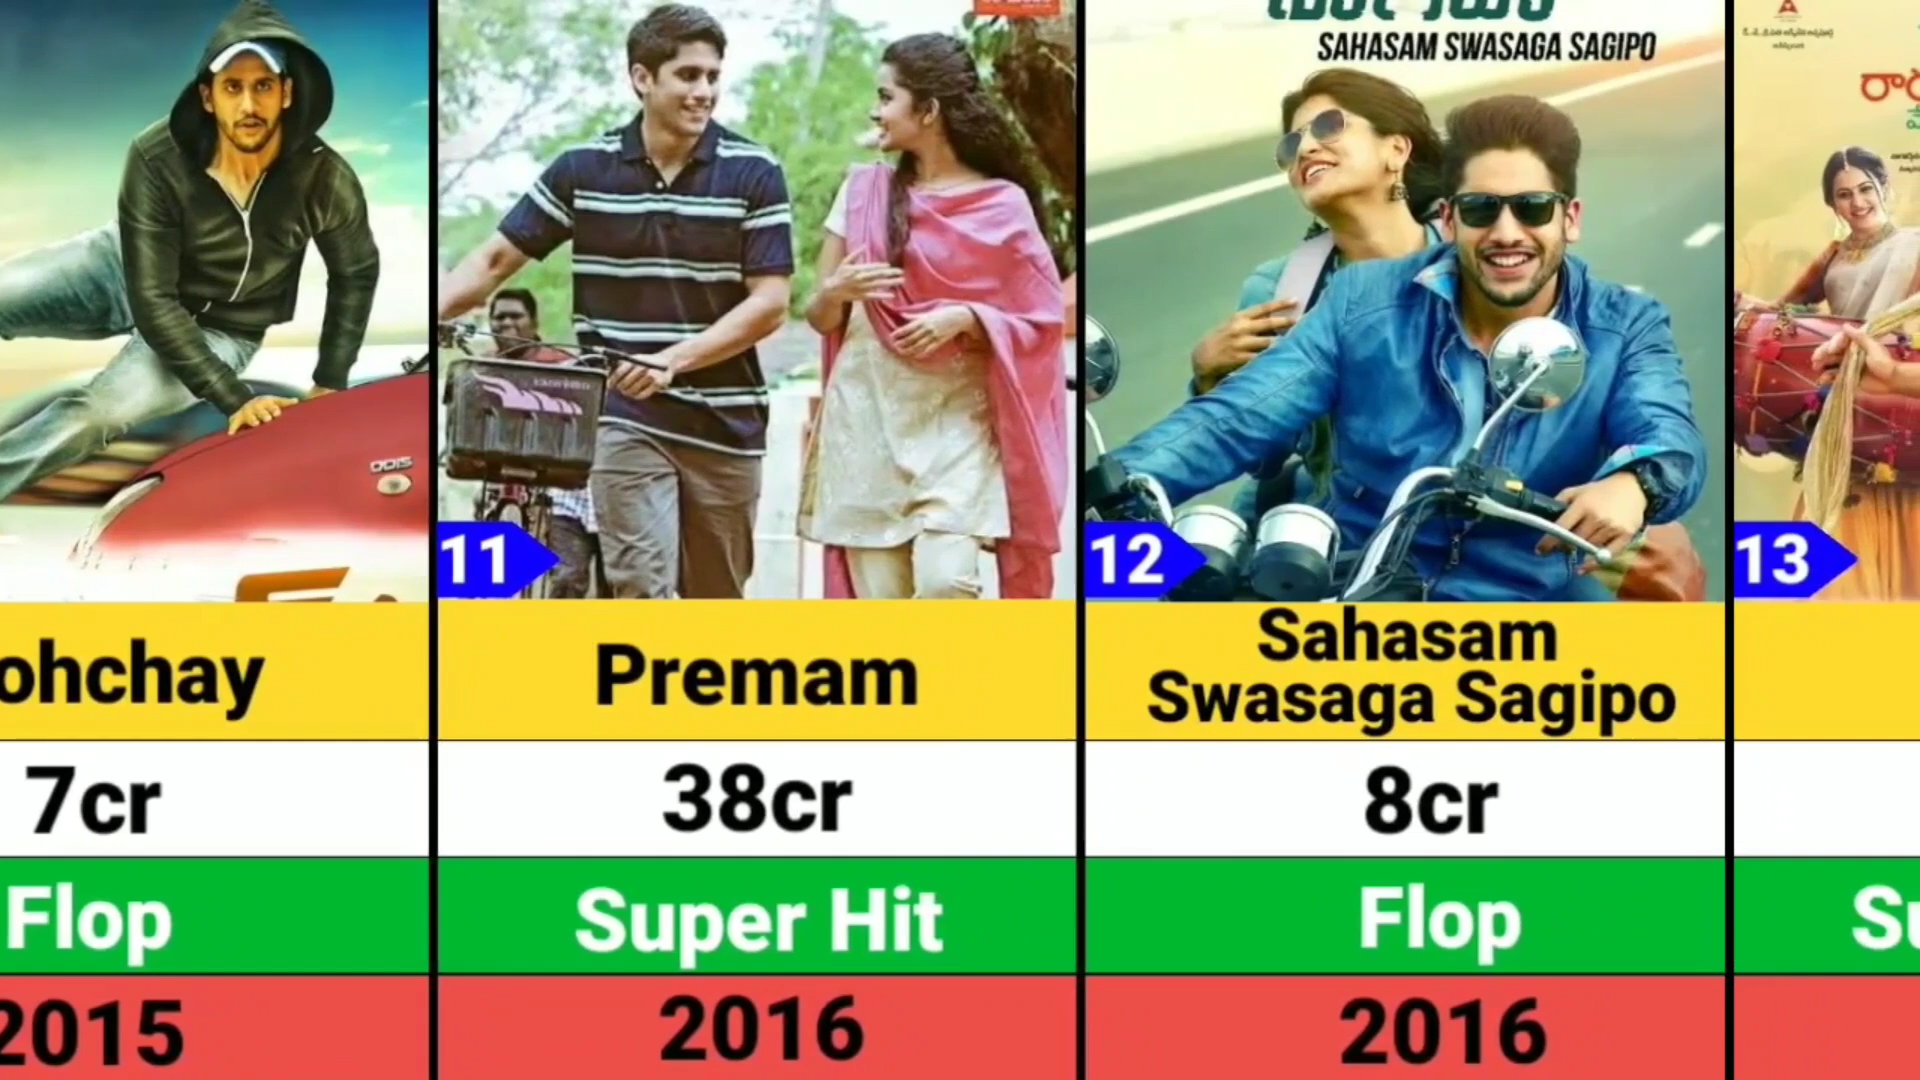 SAHASAM SWASAGA SAGIPO
DDiS
11
12
13
ohchay
Premam
Sahasam
Swasaga Sagipo
7cr
38cr
8cr
Flop
Super Hit
Flop
Su
2015
2016
2016